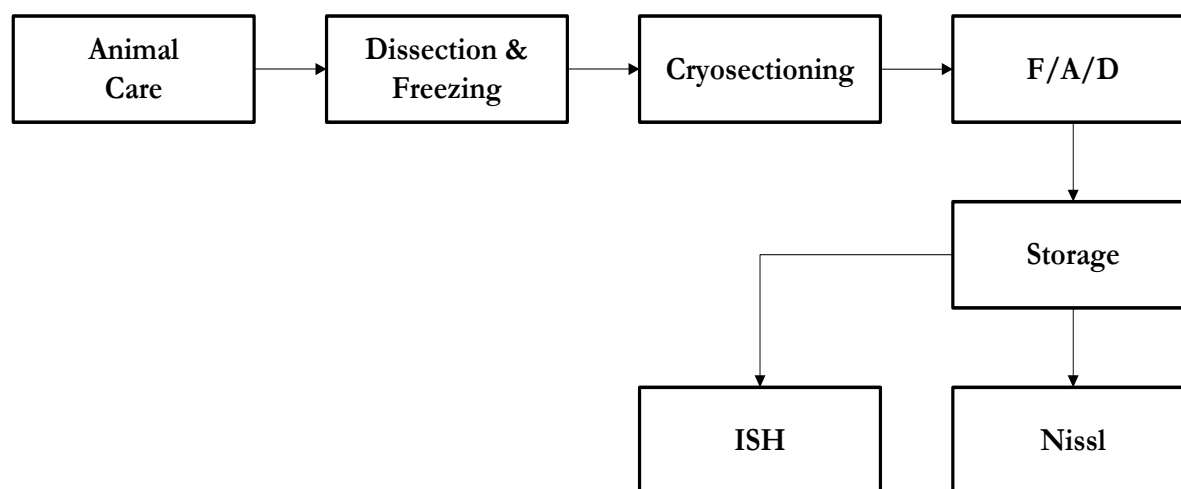 Animal
Care
Dissection &
Freezing
Cryosectioning
F/A/D
Storage
ISH
Nissl